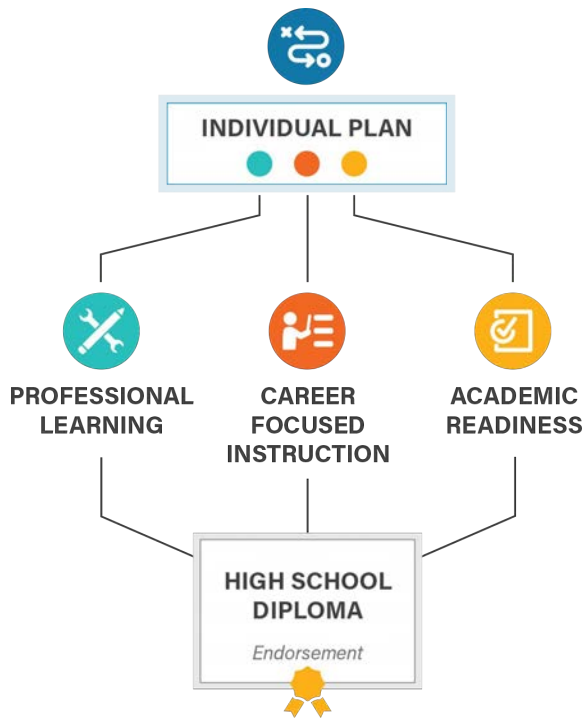 INDIVIDUAL PLAN
PROFESSIONAL
LEARNING
CAREER
FOCUSED
INSTRUCTION
ACADEMIC
READINESS
HIGH SCHOOL
DIPLOMA
Endorsement